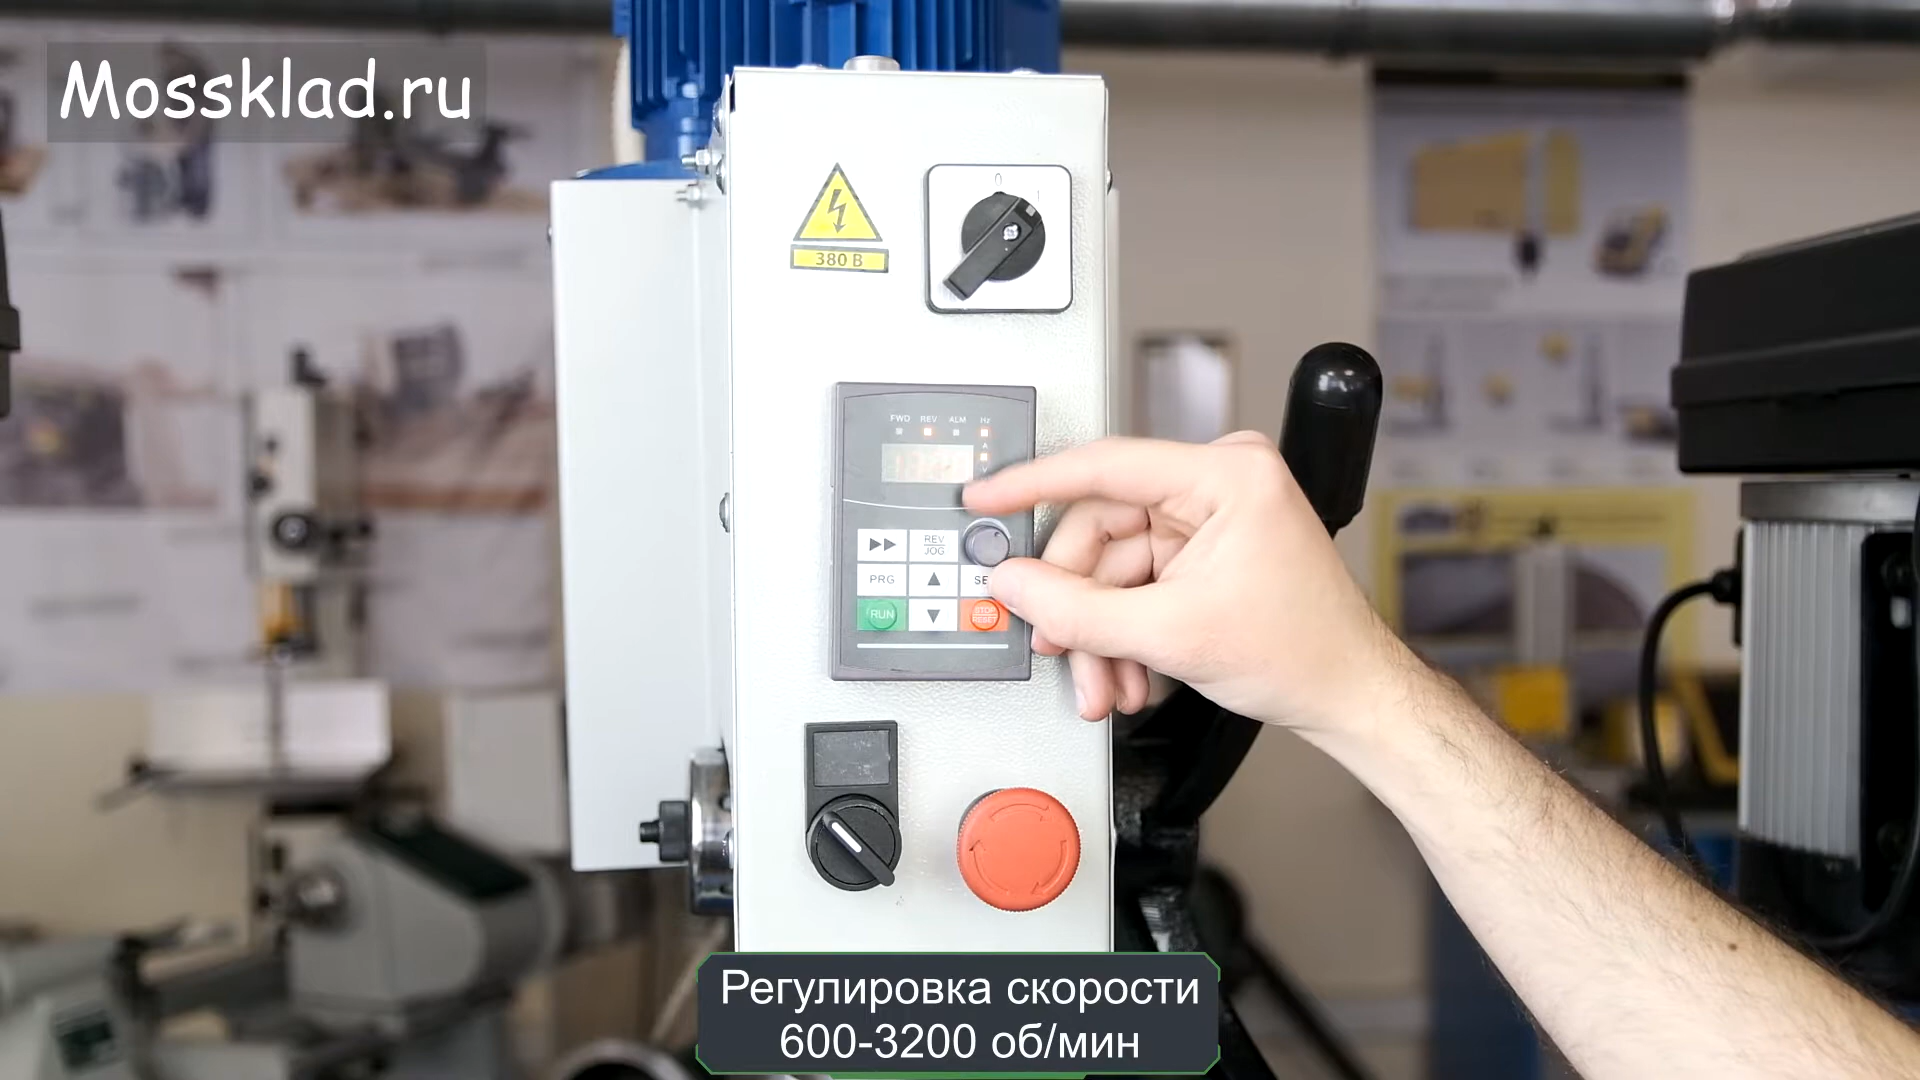 Mossklad.ru
0
1
380 В
FWD REV ALM Hz
A
REV
JOG
PRG
RUN
STOP
RESET
Регулировка скорости
600-3200 об/мин